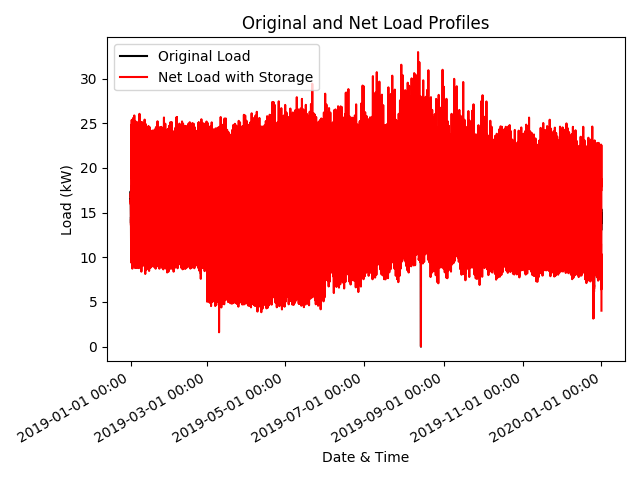 Original and Net Load Profiles
Original Load
Net Load with Storage
Load (kW)
30
25
20
15
10
5
0
2019-01-01 00:00
2019-03-01 00:00
2019-05-01 00:00
2019-07-01 00:00
2019-09-01 00:00
2019-11-01 00:00
2020-01-01 00:00
Date & Time